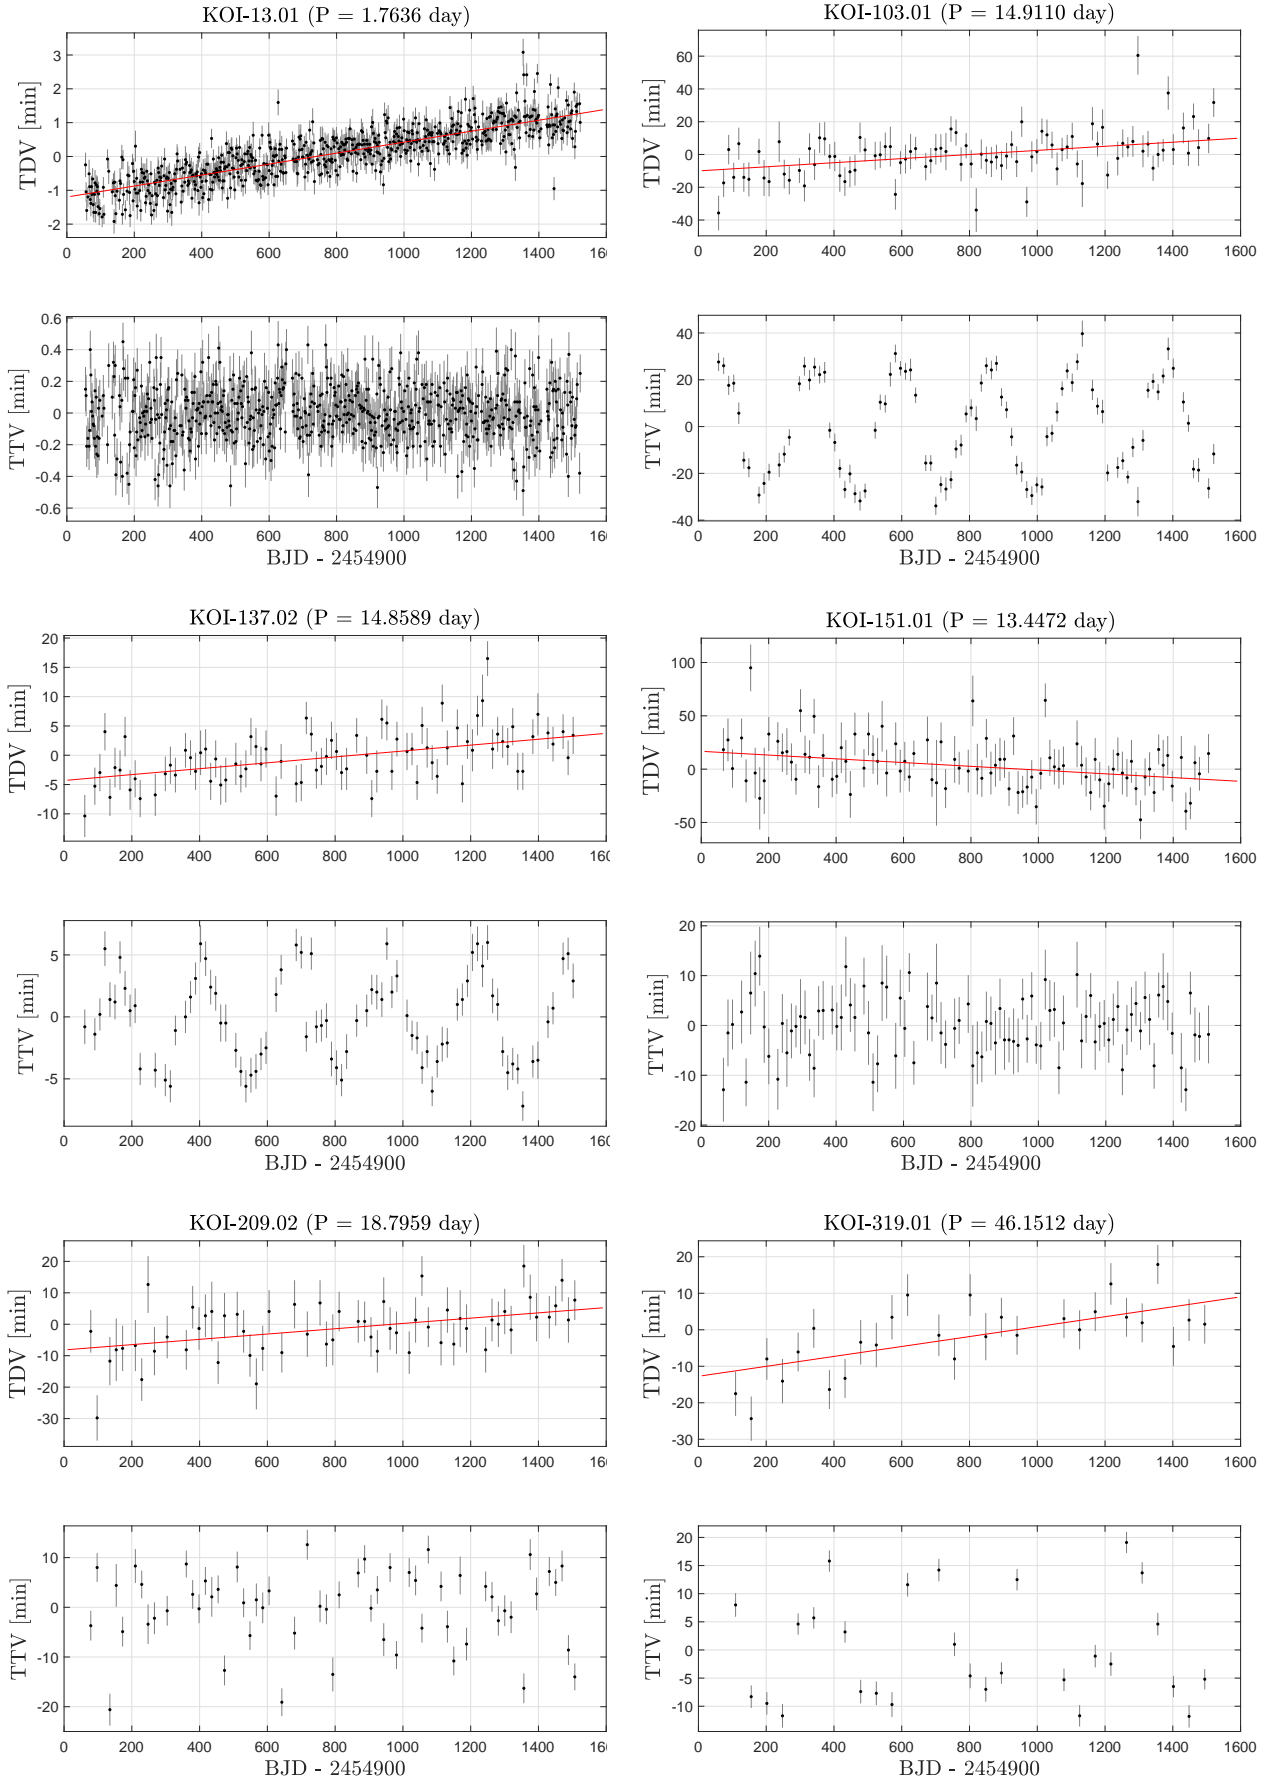 KOI-13.01 (P = 1.7636 day)
TDV [min]
3
2
1
0
-1
-2
0 200 400 600 800 1000 1200 1400 160
TTV [min]
0.6
0.4
0.2
0
-0.2
-0.4
-0.6
0 200 400 600 800 1000 1200 1400 160
BJD - 2454900
KOI-103.01 (P = 14.9110 day)
TDV [min]
60
40
20
0
-20
-40
0 200 400 600 800 1000 1200 1400 1600
TTV [min]
40
20
0
-20
-40
0 200 400 600 800 1000 1200 1400 1600
BJD - 2454900
KOI-137.02 (P = 14.8589 day)
TDV [min]
20
15
10
5
0
-5
-10
0 200 400 600 800 1000 1200 1400 160
TTV [min]
5
0
-5
0 200 400 600 800 1000 1200 1400 160
BJD - 2454900
KOI-151.01 (P = 13.4472 day)
TDV [min]
100
50
0
-50
0 200 400 600 800 1000 1200 1400 1600
TTV [min]
20
10
0
-10
-20
0 200 400 600 800 1000 1200 1400 1600
BJD - 2454900
KOI-209.02 (P = 18.7959 day)
TDV [min]
20
10
0
-10
-20
-30
0 200 400 600 800 1000 1200 1400 160
TTV [min]
10
0
-10
-20
0 200 400 600 800 1000 1200 1400 160
BJD - 2454900
KOI-319.01 (P = 46.1512 day)
TDV [min]
20
10
0
-10
-20
-30
0 200 400 600 800 1000 1200 1400 1600
TTV [min]
20
15
10
5
0
-5
-10
0 200 400 600 800 1000 1200 1400 1600
BJD - 2454900